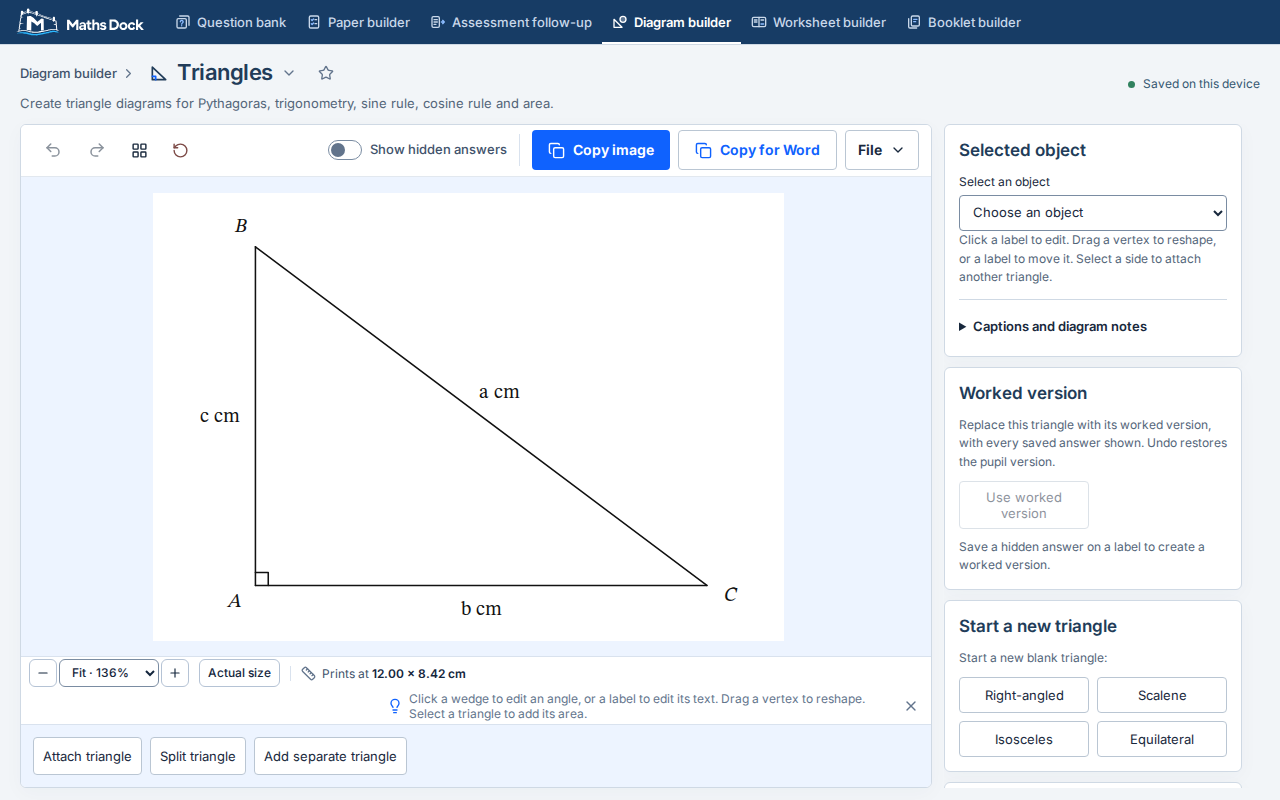 Maths Dock
Question bank
Paper builder
Assessment follow-up
Diagram builder
Worksheet builder
Booklet builder
Diagram builder
Triangles
Create triangle diagrams for Pythagoras, trigonometry, sine rule, cosine rule and area.
Saved on this device
Show hidden answers
Copy image
Copy for Word
File
B
a cm
c cm
A
b cm
C
Fit · 136%
Actual size
Prints at 12.00 × 8.42 cm
Click a wedge to edit an angle, or a label to edit its text. Drag a vertex to reshape.
Select a triangle to add its area.
Attach triangle
Split triangle
Add separate triangle
Selected object
Select an object
Choose an object
Click a label to edit. Drag a vertex to reshape,
or a label to move it. Select a side to attach
another triangle.
Captions and diagram notes
Worked version
Replace this triangle with its worked version,
with every saved answer shown. Undo restores
the pupil version.
Use worked
version
Save a hidden answer on a label to create a
worked version.
Start a new triangle
Start a new blank triangle:
Right-angled
Scalene
Isosceles
Equilateral